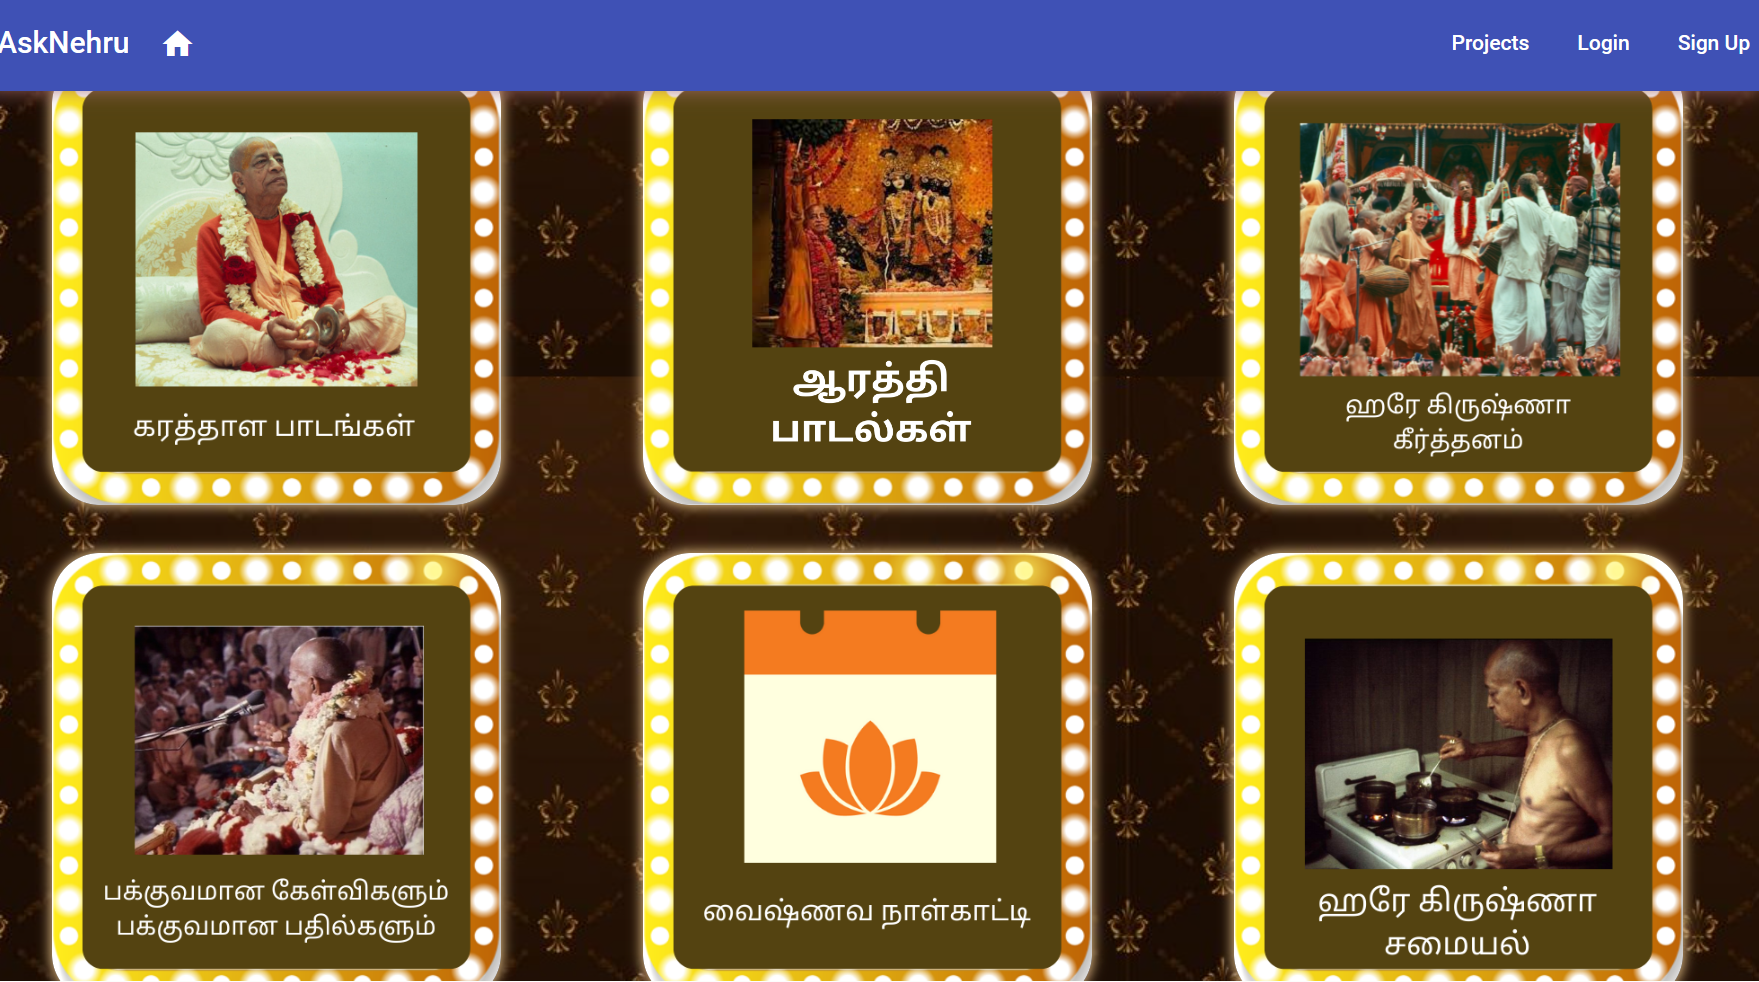 AskNehru
Projects Login Sign Up
கரத்தாள பாடங்கள்
ஆரத்தி
பாடல்கள்
ஹரே கிருஷ்ணா
கீர்த்தனம்
பக்குவமான கேள்விகளும்
பக்குவமான பதில்களும்
வைஷ்ணவ நாள்காட்டி
ஹரே கிருஷ்ணா
சமையல்